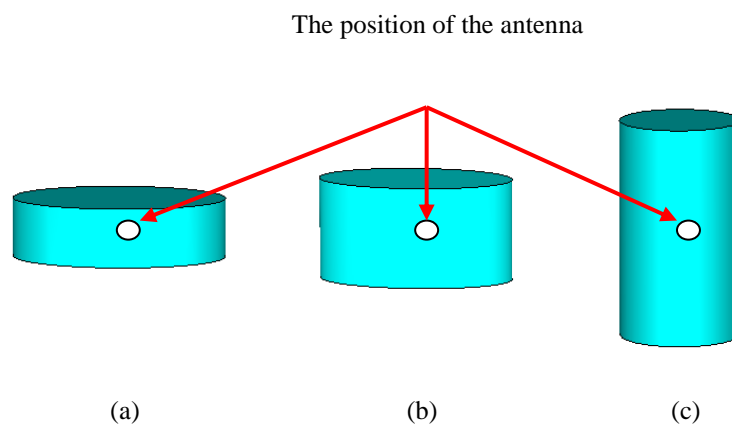 The position of the antenna
(a) (b) (c)